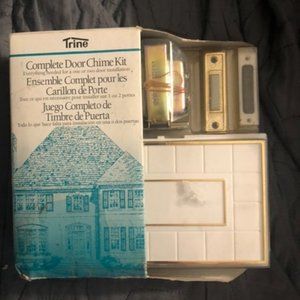 Trine
Complete Door Chime Kit
Everything needed for a one or two door installation
Ensemble Complet pour les
Carillon de Porte
Tout ce qui est nécessaire pour installer sur 1 ou 2 portes
Juego Completo de
Timbre de Puerta
Todo lo que hace falta para instalación en una o dos puertas